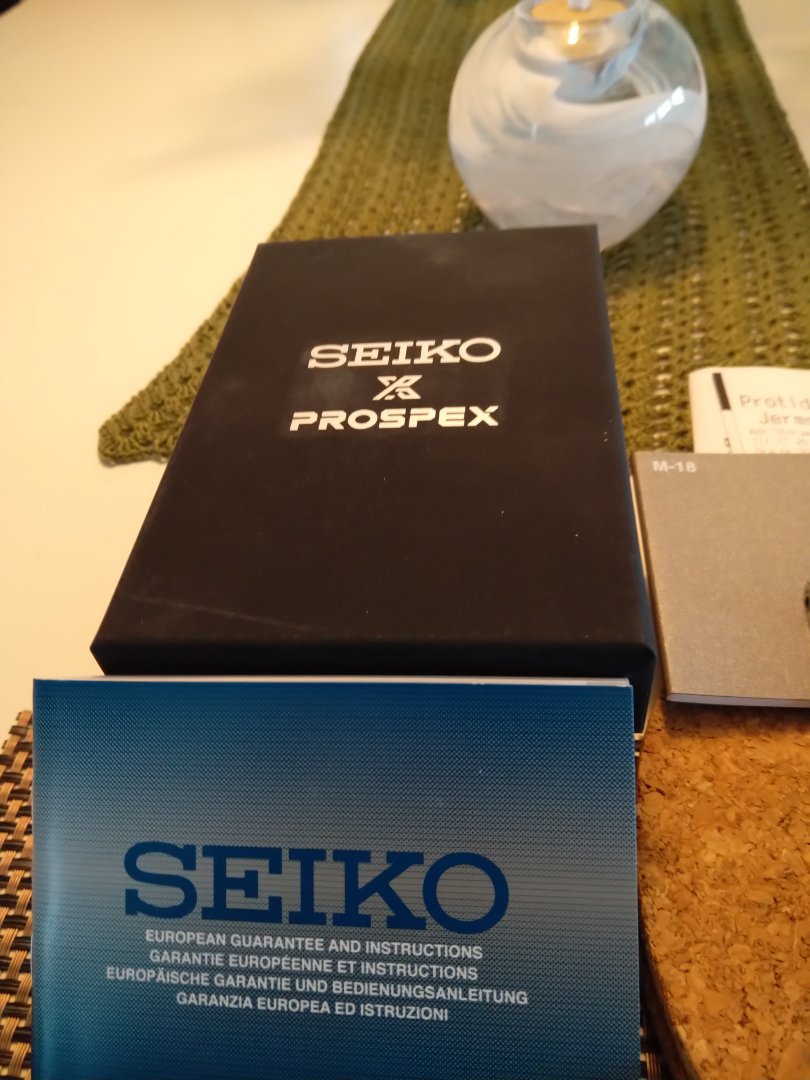 SEIKO
PROSPEX
M-18
SEIKO
EUROPEAN GUARANTEE AND INSTRUCTIONS
GARANTIE EUROPÉENNE ET INSTRUCTIONS
EUROPÄISCHE GARANTIE UND BEDIENUNGSANLEITUNG
GARANZIA EUROPEA ED ISTRUZIONI